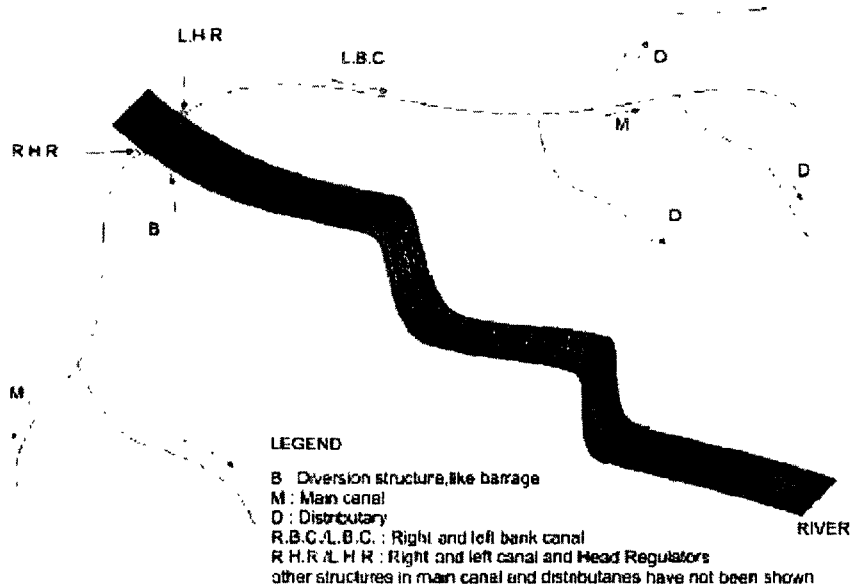 L.H.R
L.B.C
D
M
R.H.R
D
D
B
M
LEGEND
B Diversion structure,like barrage
M : Main canal
D : Distributary
R.B.C./L.B.C. : Right and left bank canal
R.H.R./L.H.R : Right and left canal and Head Regulators
other structures in main canal and distributaries have not been shown
RIVER